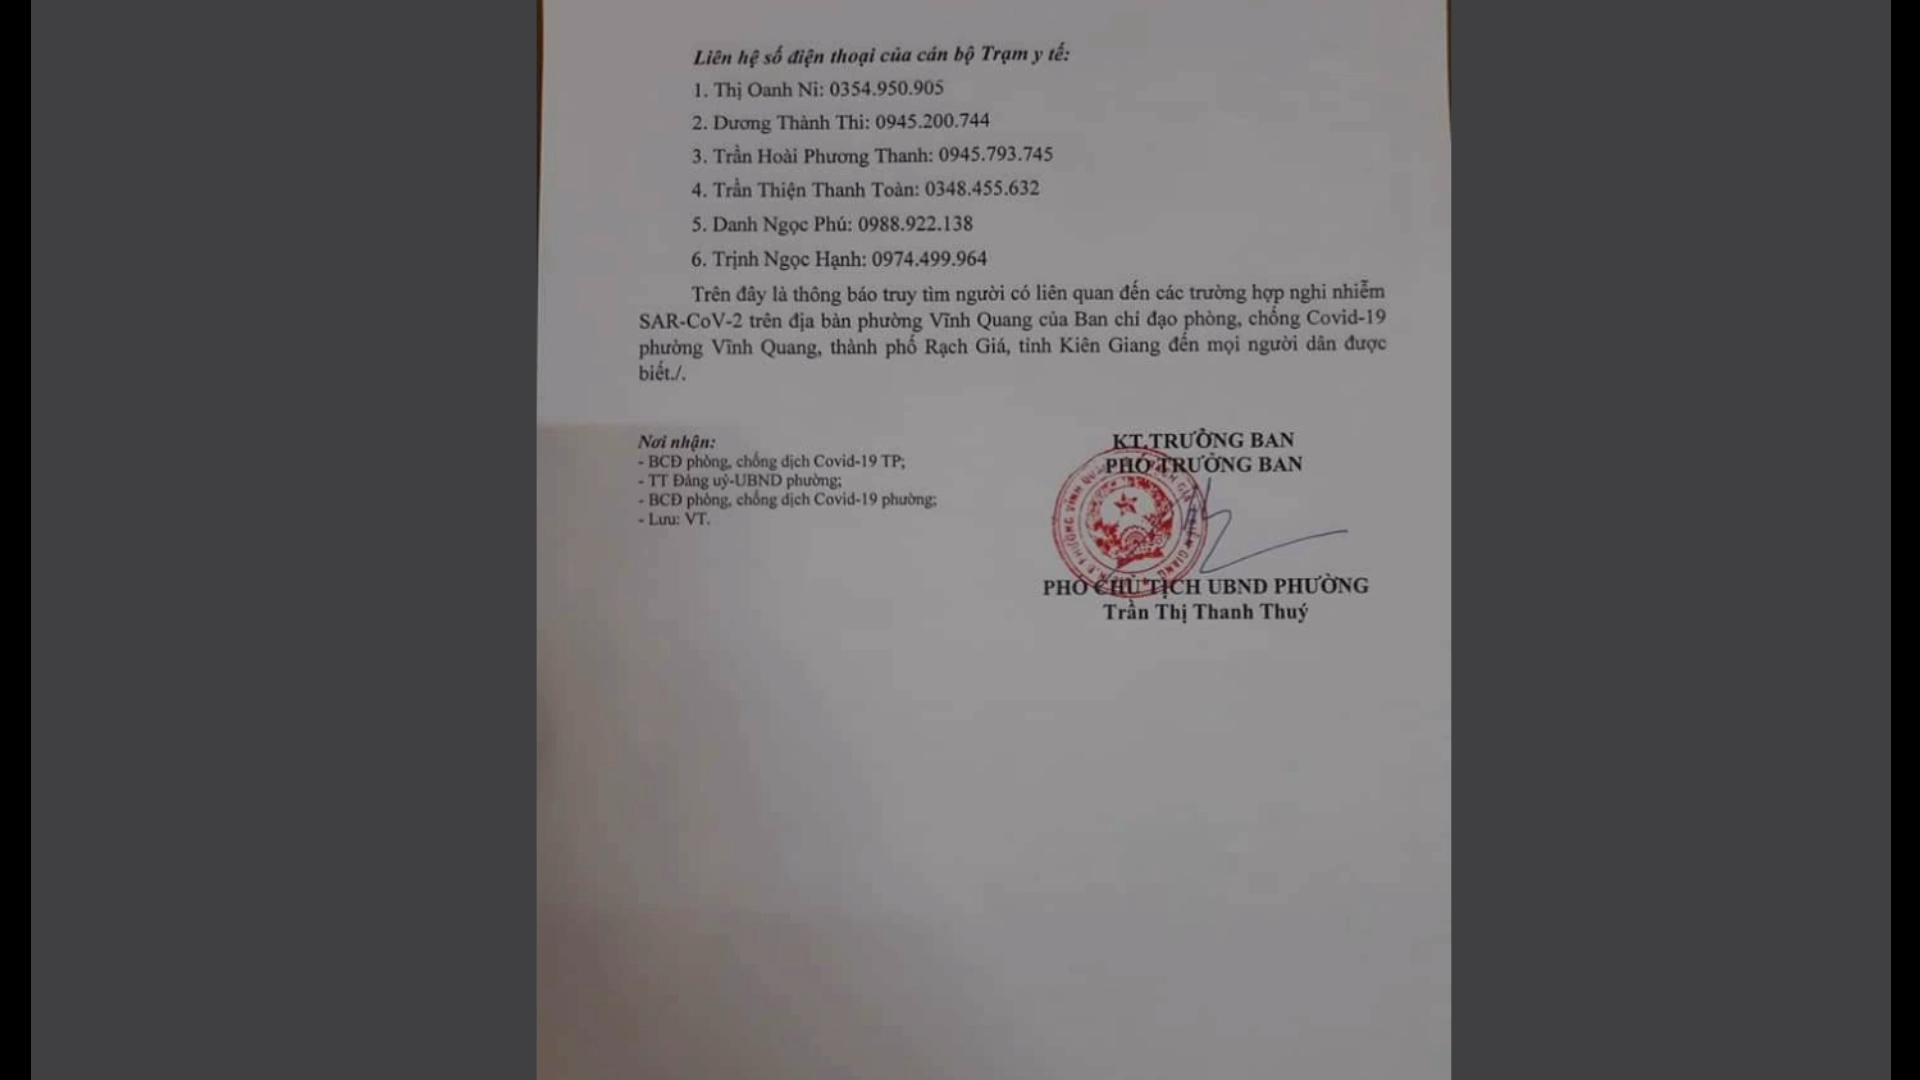 Liên hệ số điện thoại của cán bộ Trạm y tế:
1. Thị Oanh Ni: 0354.950.905
2. Dương Thành Thi: 0945.200.744
3. Trần Hoài Phương Thanh: 0945.793.745
4. Trần Thiện Thanh Toàn: 0348.455.632
5. Danh Ngọc Phú: 0988.922.138
6. Trịnh Ngọc Hạnh: 0974.499.964
Trên đây là thông báo truy tìm người có liên quan đến các trường hợp nghi nhiễm
SAR-CoV-2 trên địa bàn phường Vĩnh Quang của Ban chỉ đạo phòng, chống Covid-19
phường Vĩnh Quang, thành phố Rạch Giá, tỉnh Kiên Giang đến mọi người dân được
biết./.
Nơi nhận:
- BCĐ phòng, chống dịch Covid-19 TP;
- TT Đảng uỷ-UBND phường;
- BCĐ phòng, chống dịch Covid-19 phường;
- Lưu: VT.
KT.TRƯỞNG BAN
PHÓ TRƯỞNG BAN
PHÓ CHỦ TỊCH UBND PHƯỜNG
Trần Thị Thanh Thuý